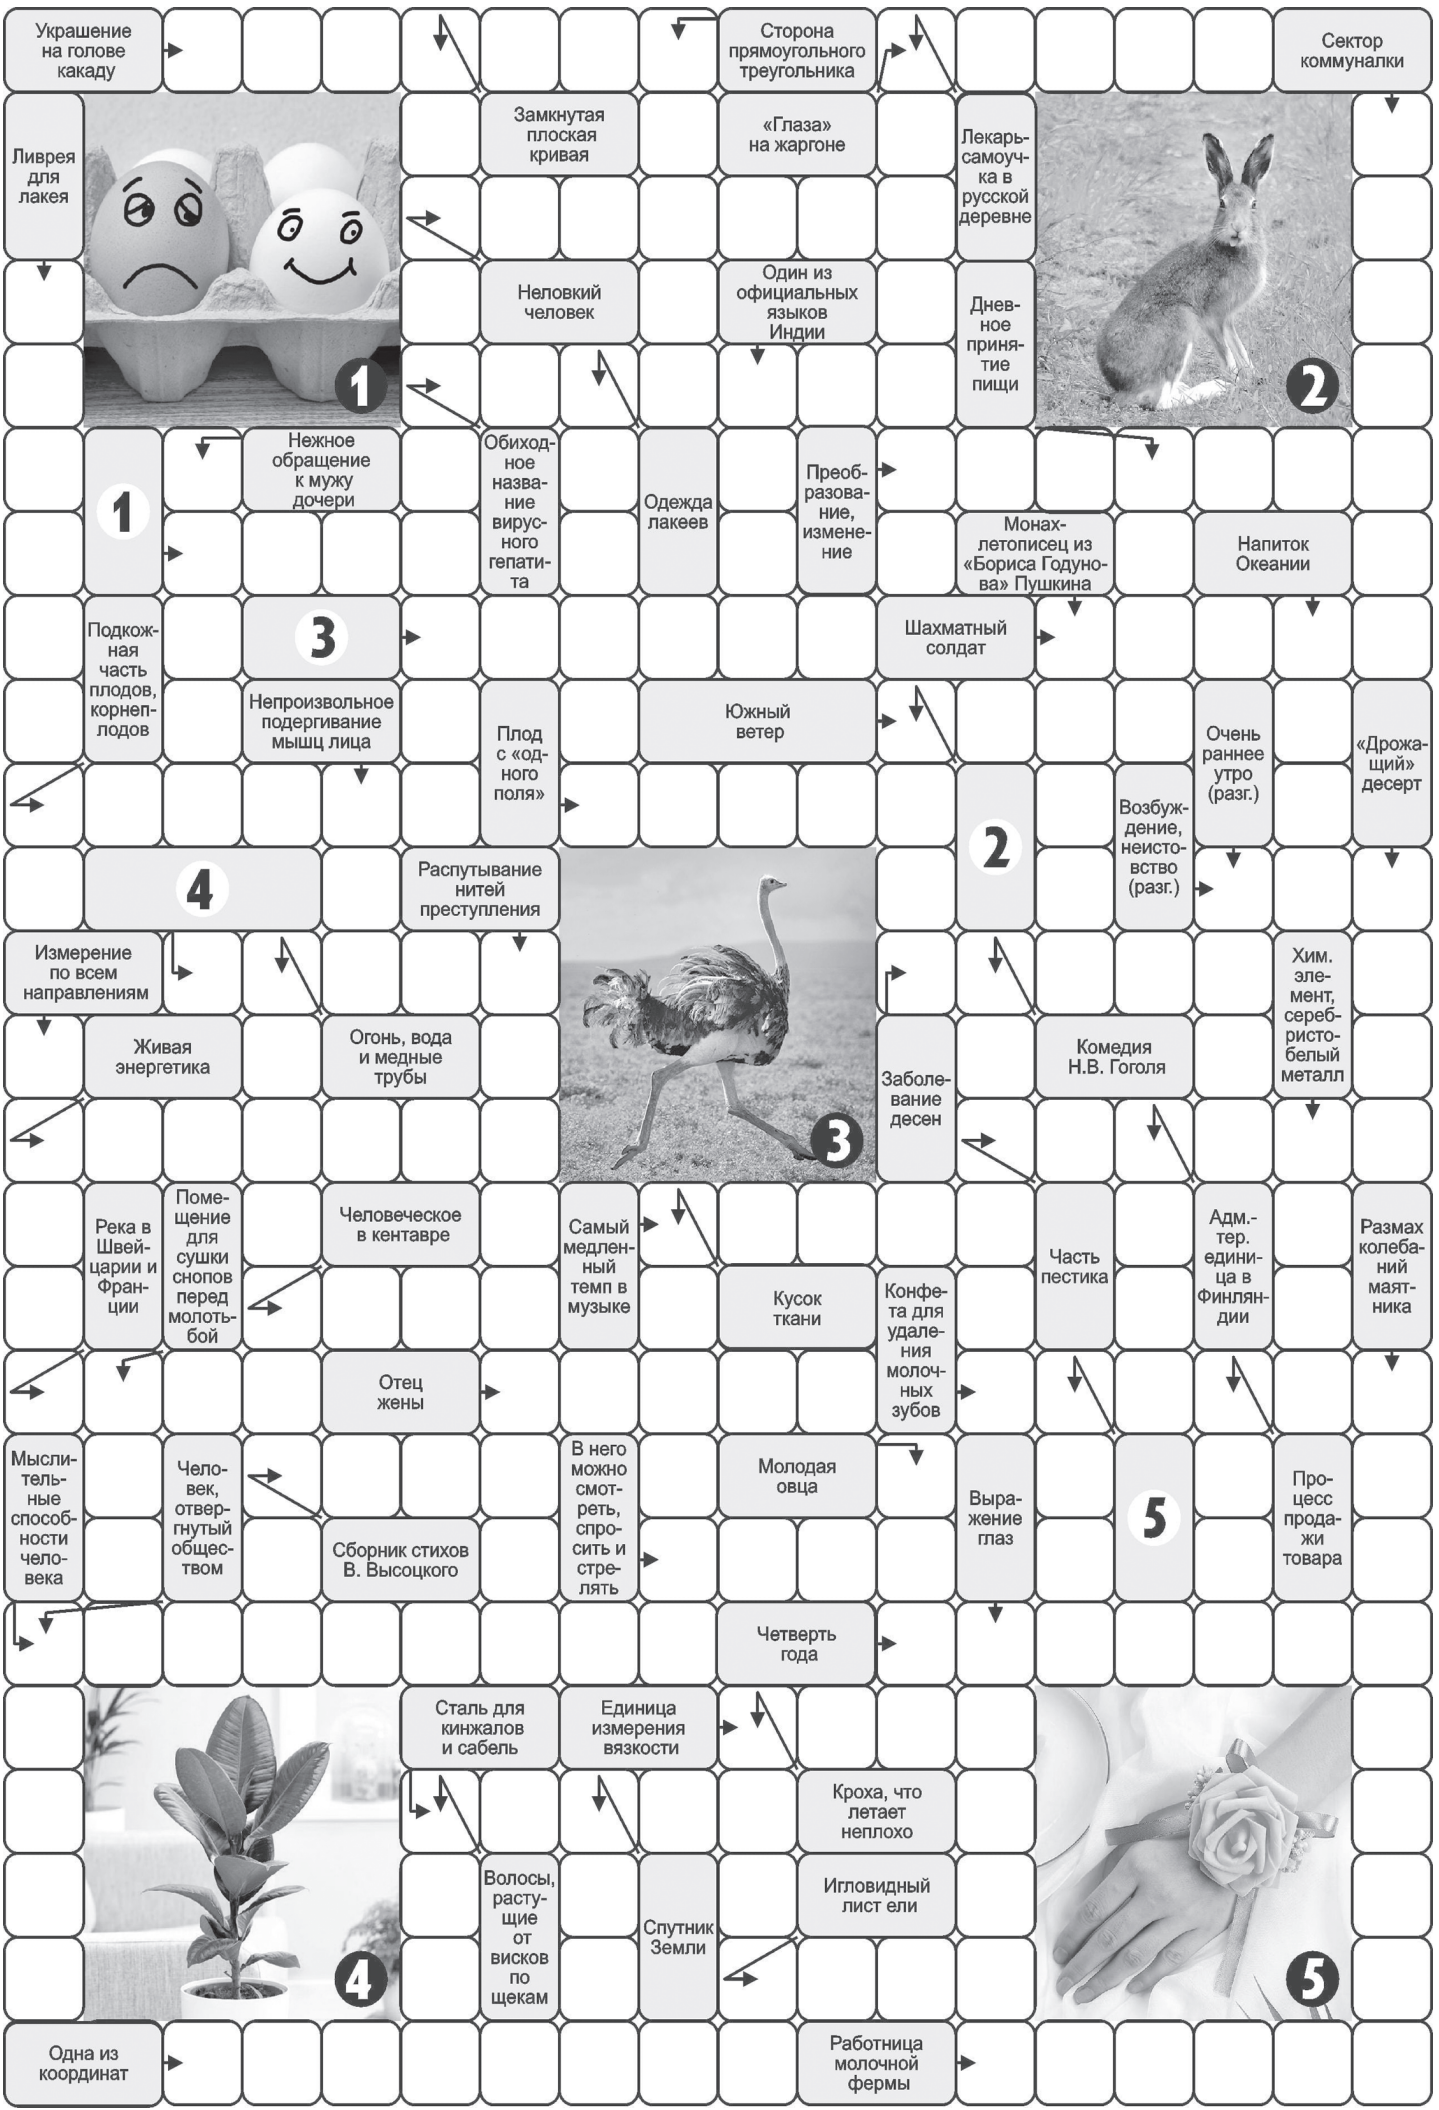 Украшение
на голове
какаду
Сторона
прямоугольного
треугольника
Сектор
коммуналки
Ливрея
для
лакея
Замкнутая
плоская
кривая
«Глаза»
на жаргоне
Лекарь-
самоуч-
ка в
русской
деревне
Неловкий
человек
Один из
официальных
языков
Индии
Днев-
ное
приня-
тие
пищи
1
2
1
Нежное
обращение
к мужу
дочери
Обиход-
ное
назва-
ние
вирус-
ного
гепати-
та
Одежда
лакеев
Преоб-
разова-
ние,
измене-
ние
Монах-
летописец из
«Бориса Годуно-
ва» Пушкина
Напиток
Океании
Подкож-
ная
часть
плодов,
корнеп-
лодов
3
Шахматный
солдат
Непроизвольное
подергивание
мышц лица
Плод
с «од-
ного
поля»
Южный
ветер
Очень
раннее
утро
(разг.)
«Дрожа-
щий»
десерт
2
Возбуж-
дение,
неисто-
вство
(разг.)
4
Распутывание
нитей
преступления
Измерение
по всем
направлениям
Хим.
эле-
мент,
сереб-
ристо-
белый
металл
Живая
энергетика
Огонь, вода
и медные
трубы
Заболе-
вание
десен
Комедия
Н.В. Гоголя
3
Река в
Швей-
царии и
Фран-
ции
Поме-
щение
для
сушки
снопов
перед
молоть-
бой
Человеческое
в кентавре
Самый
медлен-
ный
темп в
музыке
Кусок
ткани
Конфе-
та для
удале-
ния
молоч-
ных
зубов
Часть
пестика
Адм.-
тер.
едини-
ца в
Финлян-
дии
Размах
колеба-
ний
маят-
ника
Отец
жены
Мысли-
тель-
ные
способ-
ности
чело-
века
Чело-
век,
отвер-
гнутый
общес-
твом
Сборник стихов
В. Высоцкого
В него
можно
смот-
реть,
спро-
сить и
стре-
лять
Молодая
овца
Выра-
жение
глаз
5
Про-
цесс
прода-
жи
товара
Четверть
года
Сталь для
кинжалов
и сабель
Единица
измерения
вязкости
Кроха, что
летает
неплохо
Волосы,
расту-
щие
от
висков
по
щекам
Спутник
Земли
Игловидный
лист ели
4
5
Одна из
координат
Работница
молочной
фермы